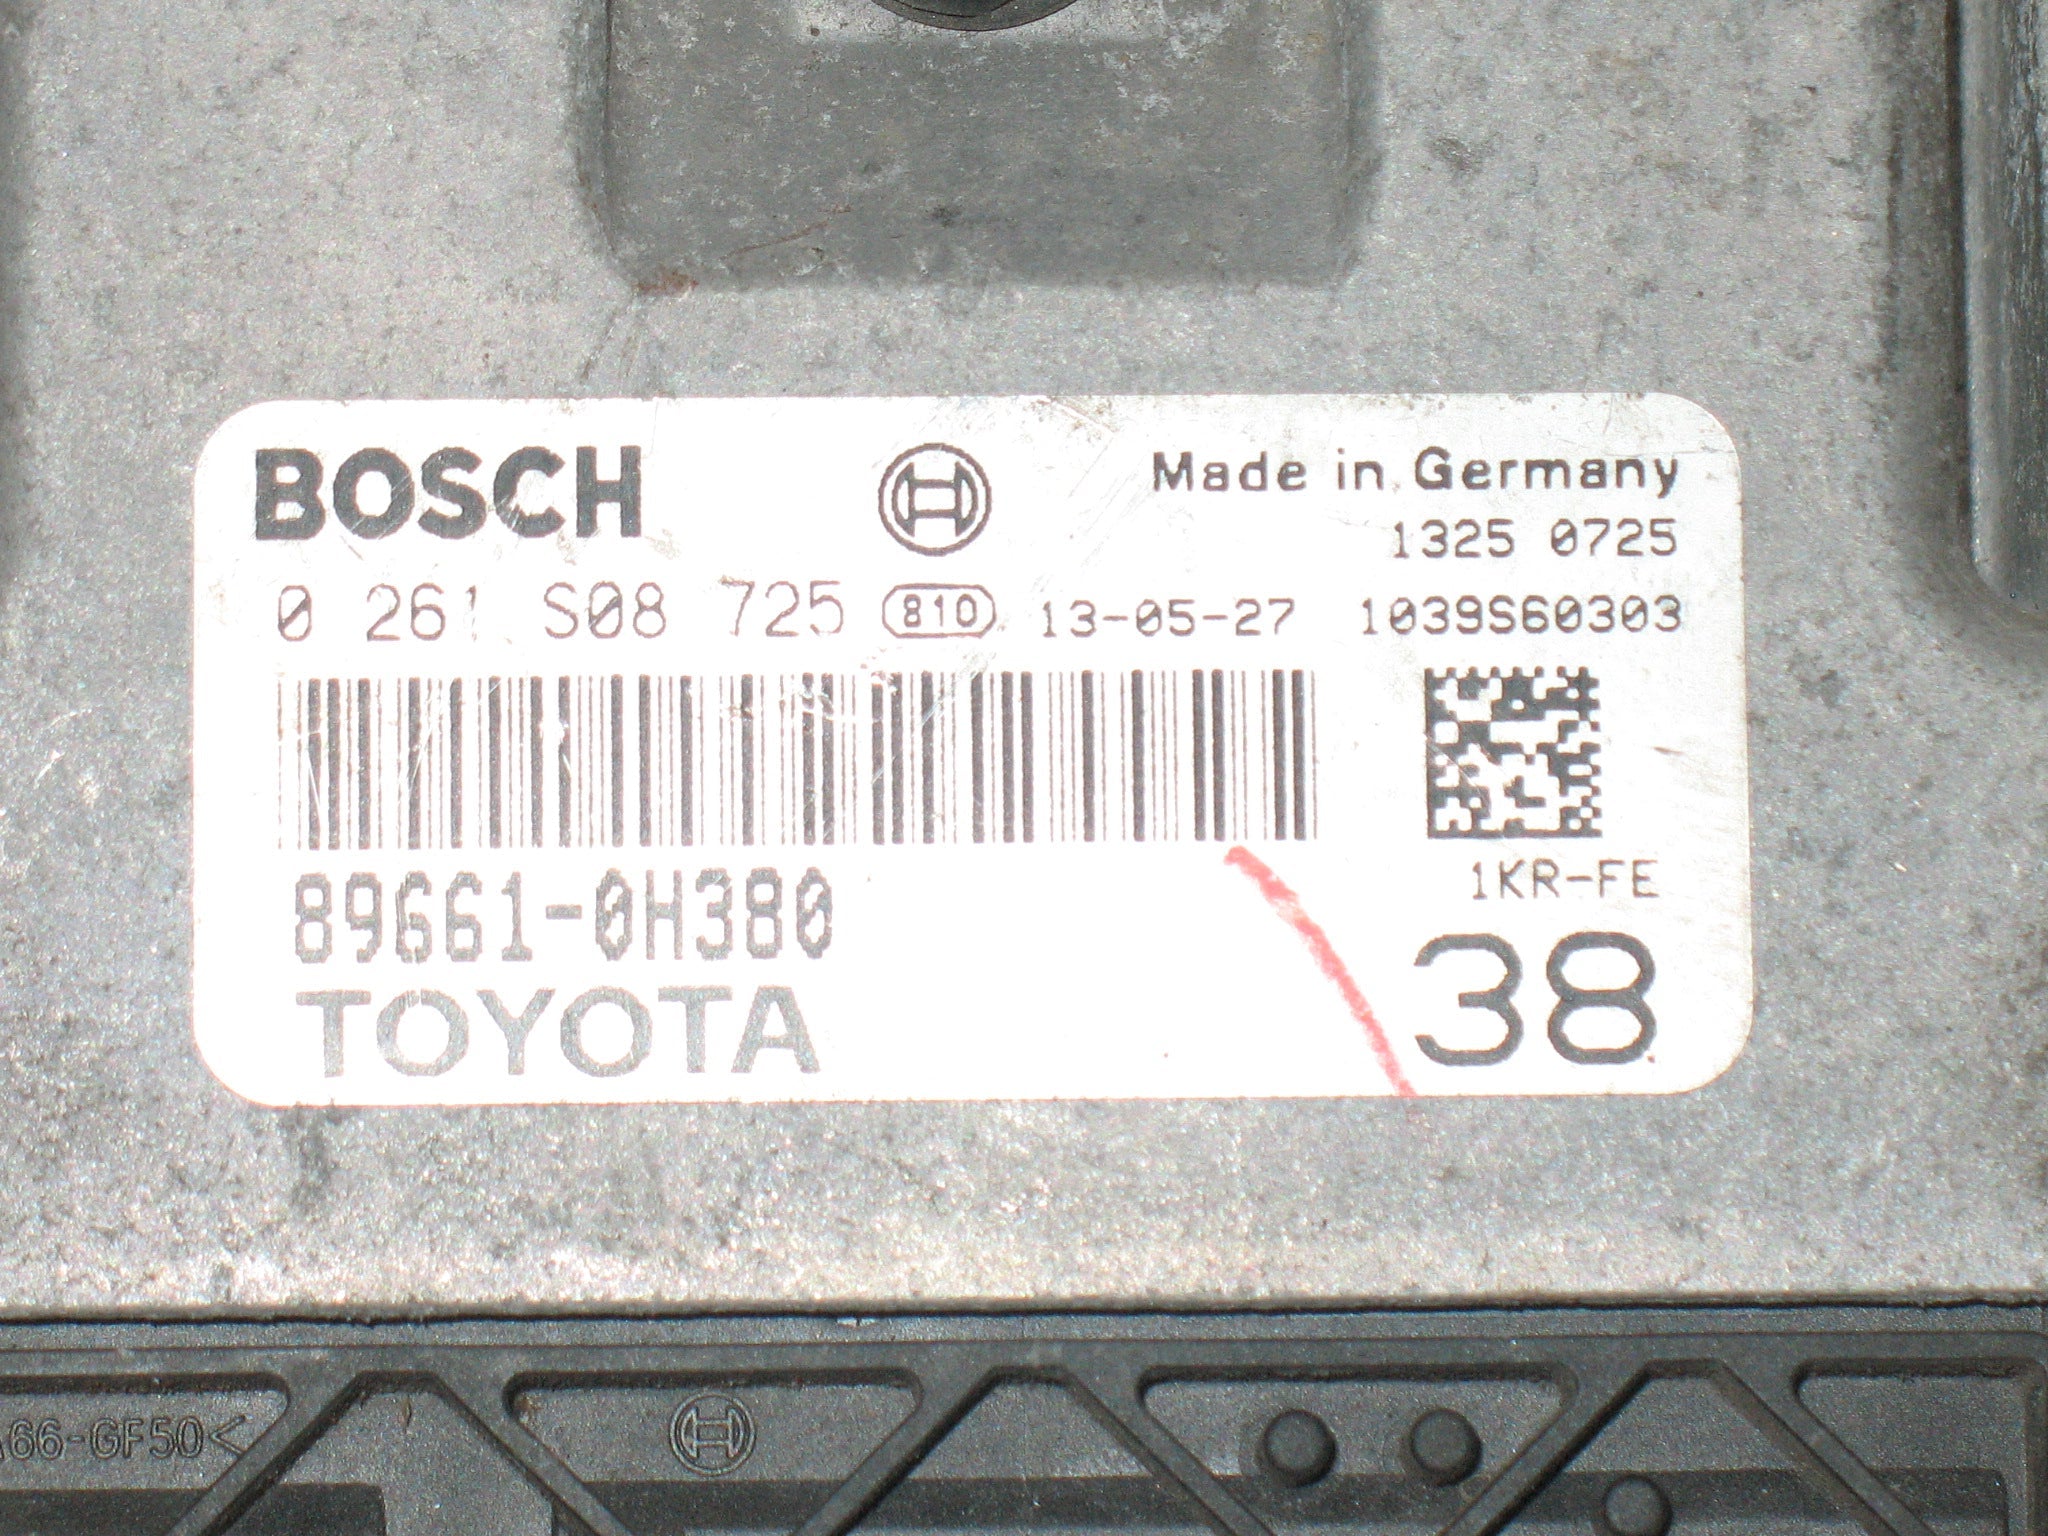 BOSCH
Made in Germany
1325 0725
0 261 S08 725 810 13-05-27 1039S60303
89661-0H380
1KR-FE
TOYOTA
38
66-GF50<